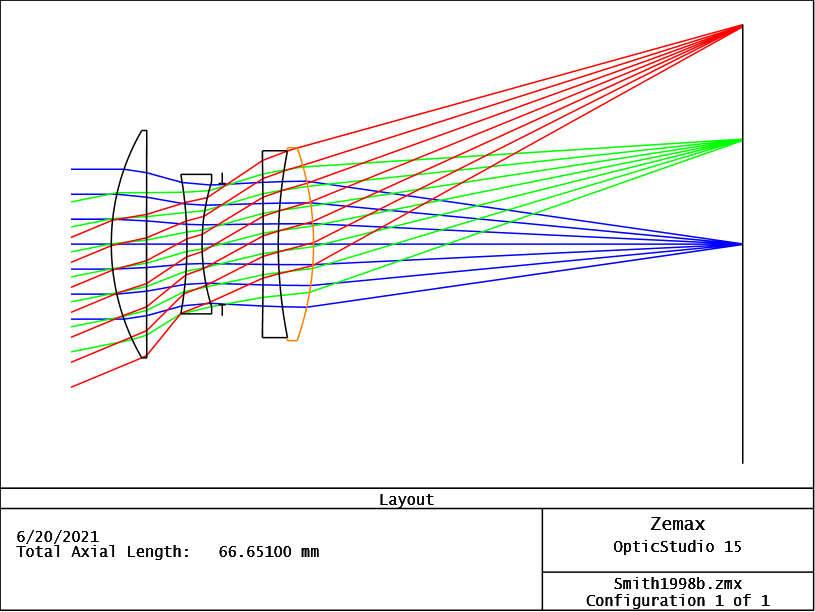 Layout
6/20/2021
Total Axial Length:   66.65100 mm
Zemax
OpticStudio 15
Smith1998b.zmx
Configuration 1 of 1